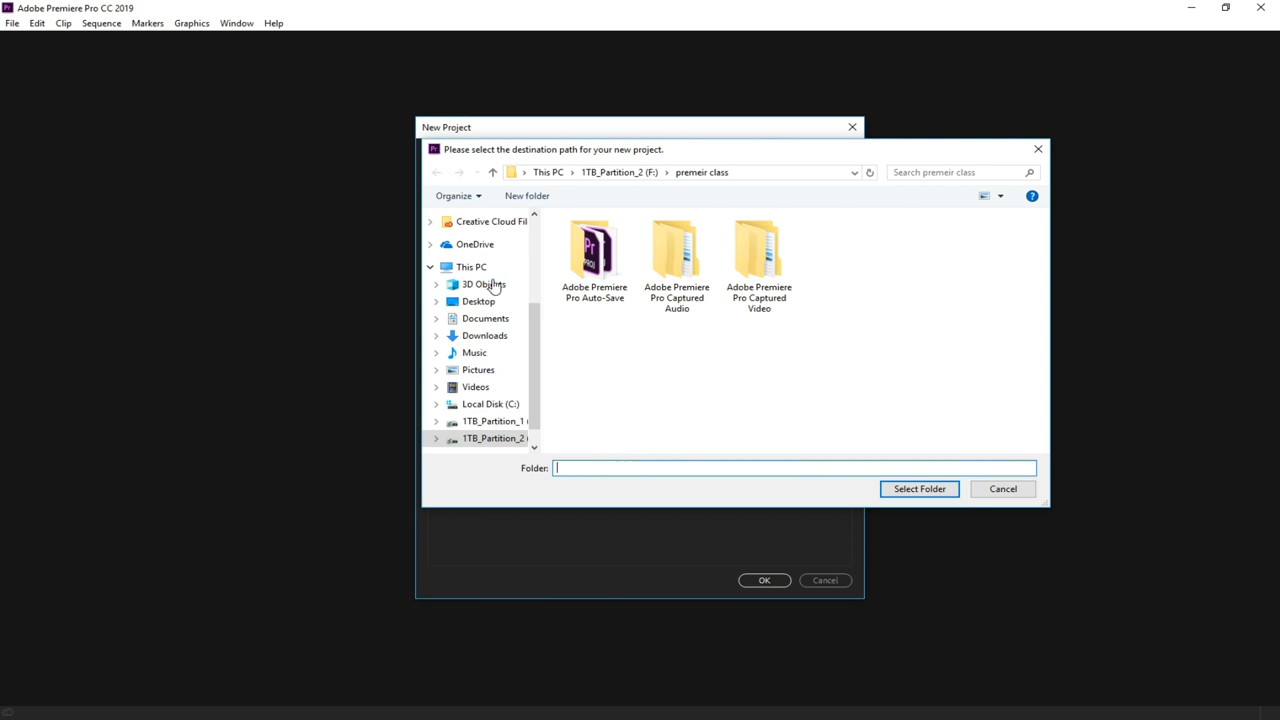 Adobe Premiere Pro CC 2019
File Edit Clip Sequence Markers Graphics Window Help
New Project
Please select the destination path for your new project.
This PC > 1TB_Partition_2 (F:) > premeir class
Search premeir class
Organize New folder
Creative Cloud Fil
OneDrive
This PC
3D Objects
Desktop
Documents
Downloads
Music
Pictures
Videos
Local Disk (C:)
1TB_Partition_1 (
1TB_Partition_2 (
Adobe Premiere
Pro Auto-Save
Adobe Premiere
Pro Captured
Audio
Adobe Premiere
Pro Captured
Video
Folder:
Select Folder Cancel
OK Cancel